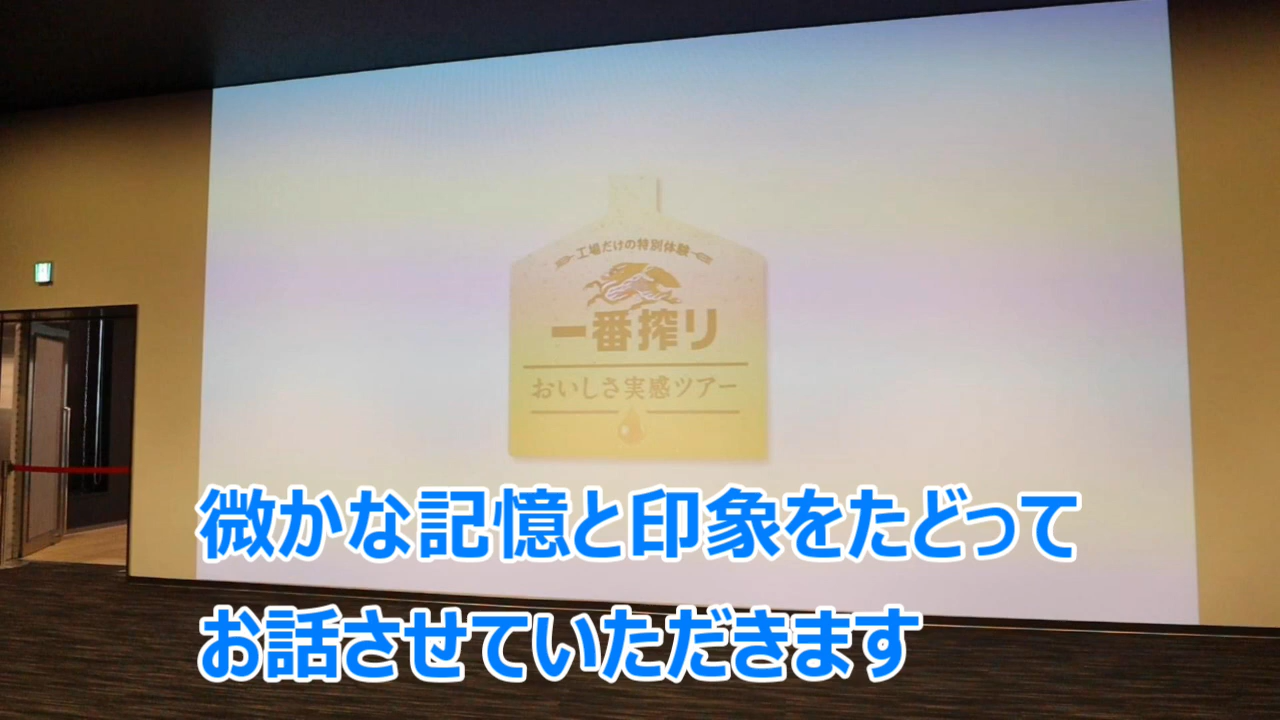 工場だけの特別体験
一番搾り
おいしさ実感ツアー
微かな記憶と印象をたどって
お話させていただきます